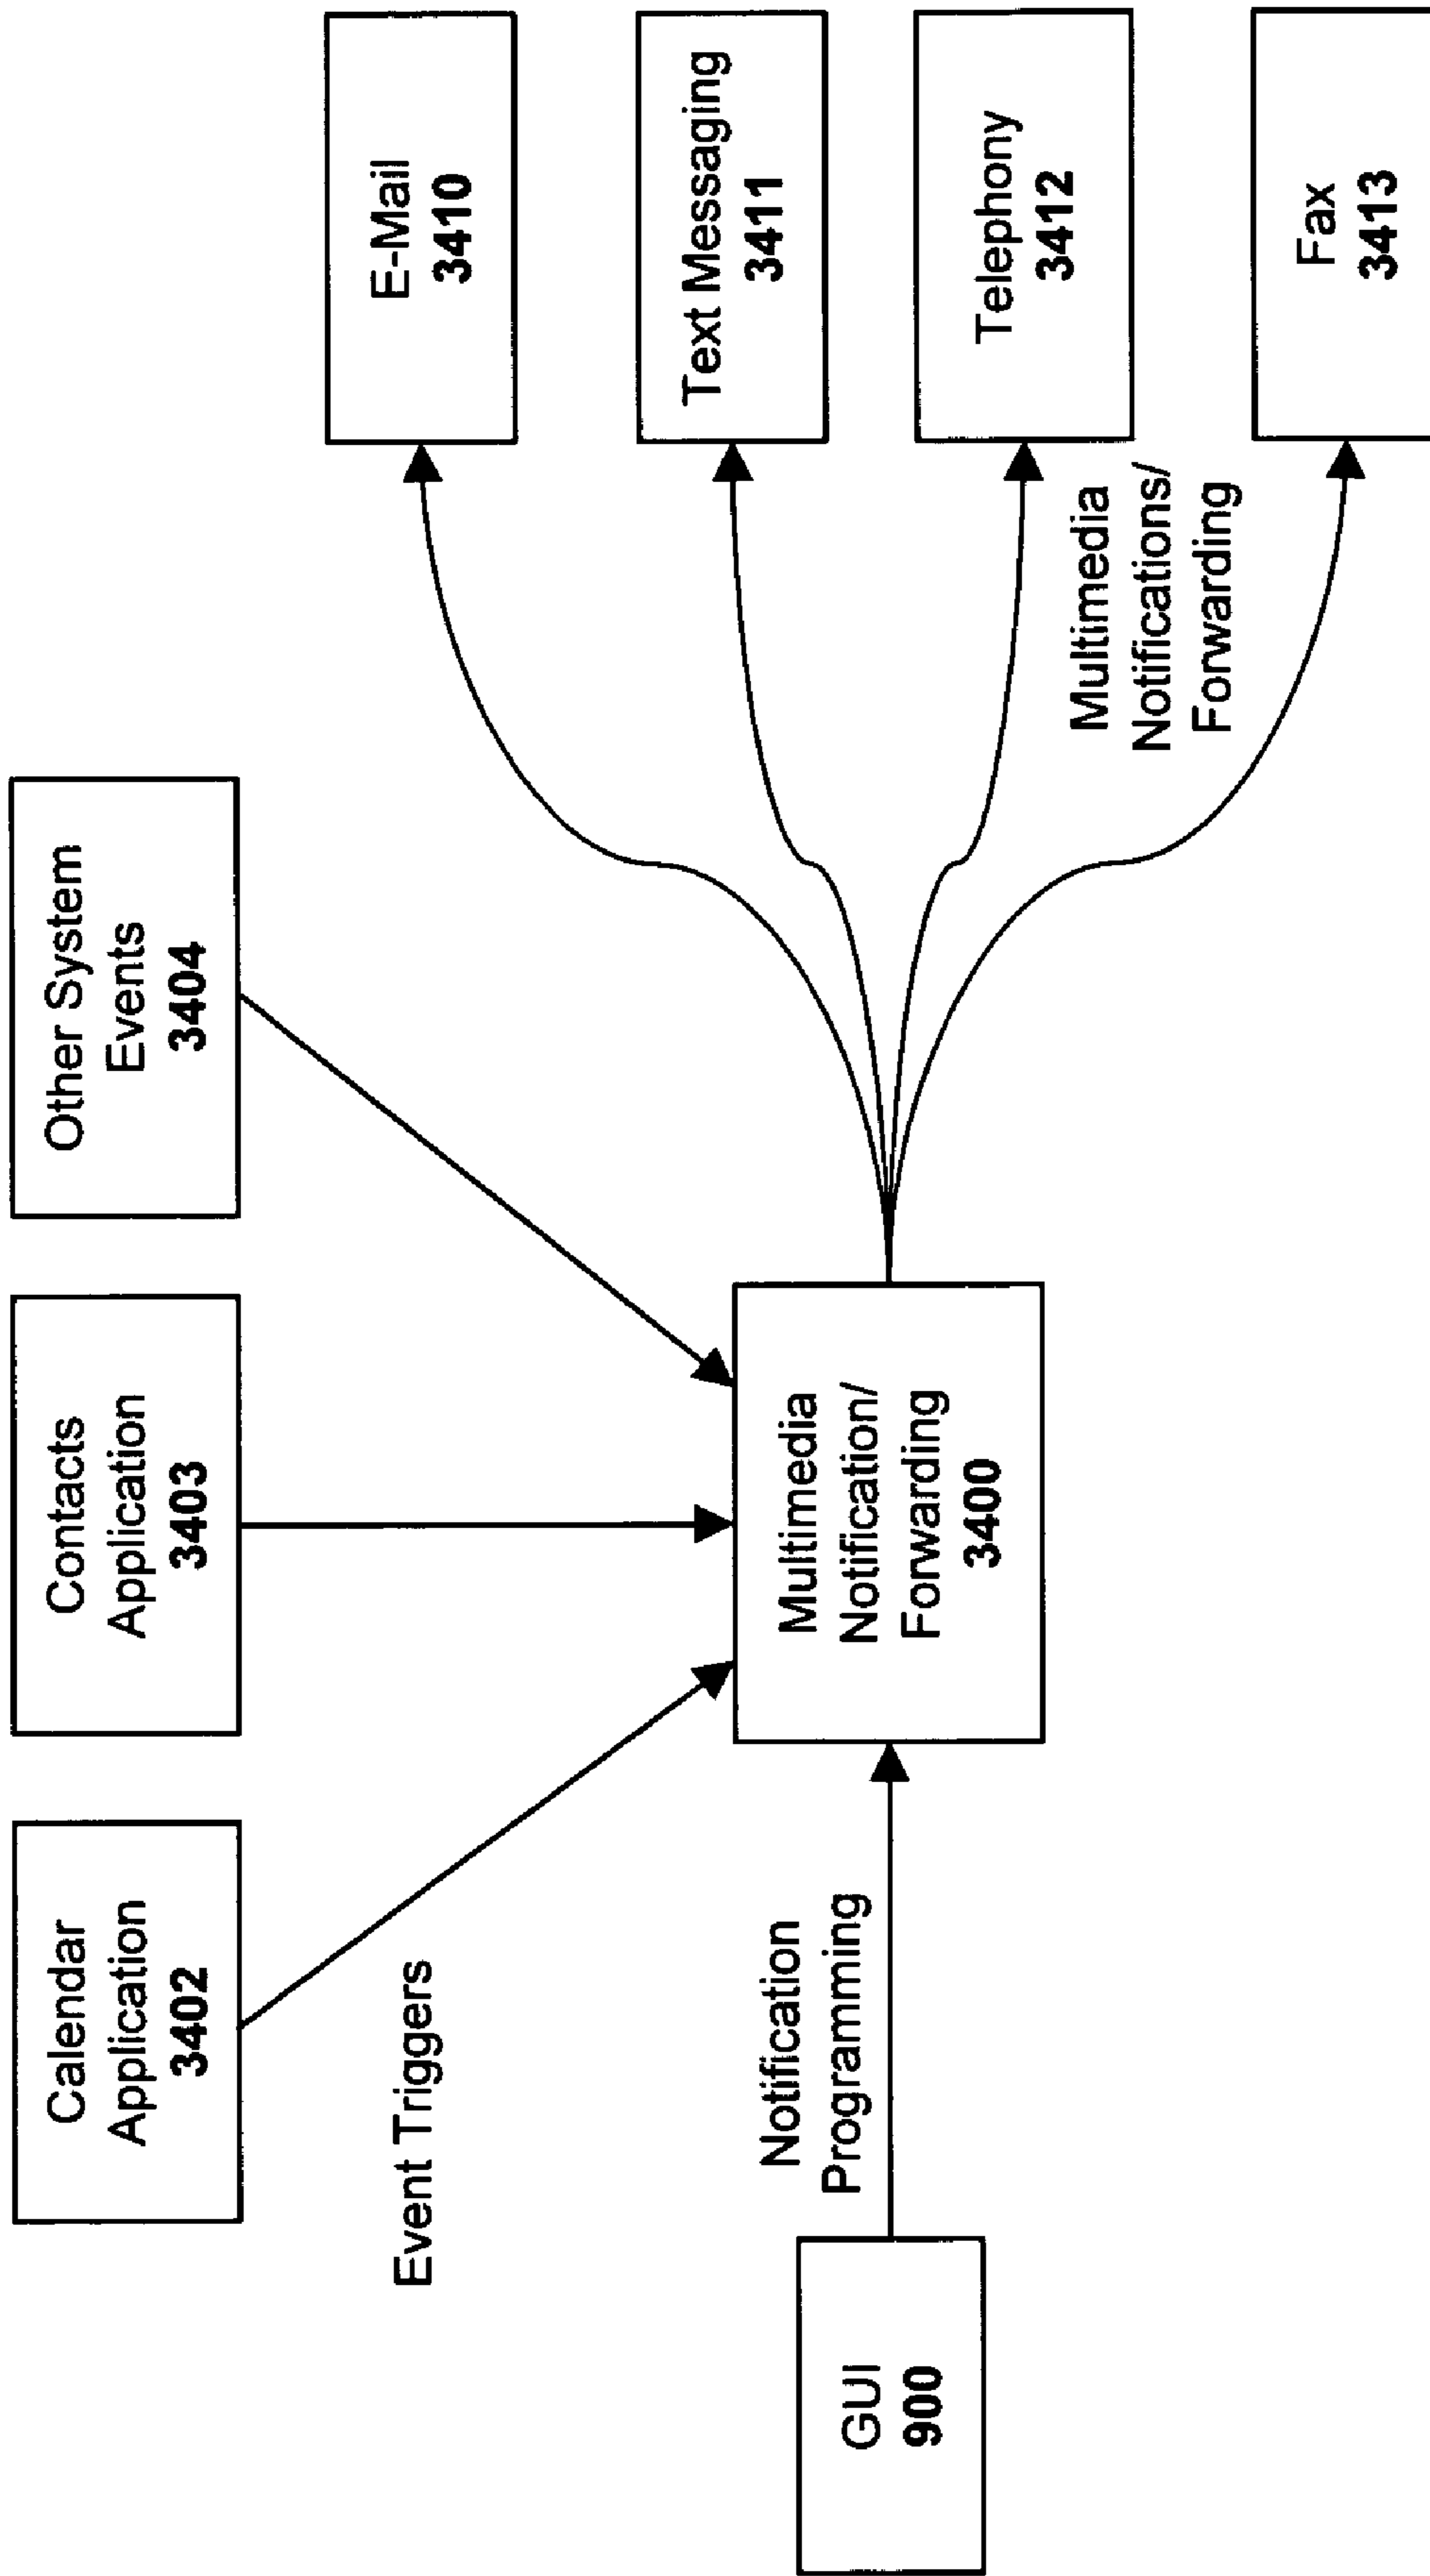 Calendar
Application
3402
Contacts
Application
3403
Other System
Events
3404
Event Triggers
GUI
900
Notification
Programming
Multimedia
Notification/
Forwarding
3400
E-Mail
3410
Text Messaging
3411
Telephony
3412
Multimedia
Notifications/
Forwarding
Fax
3413